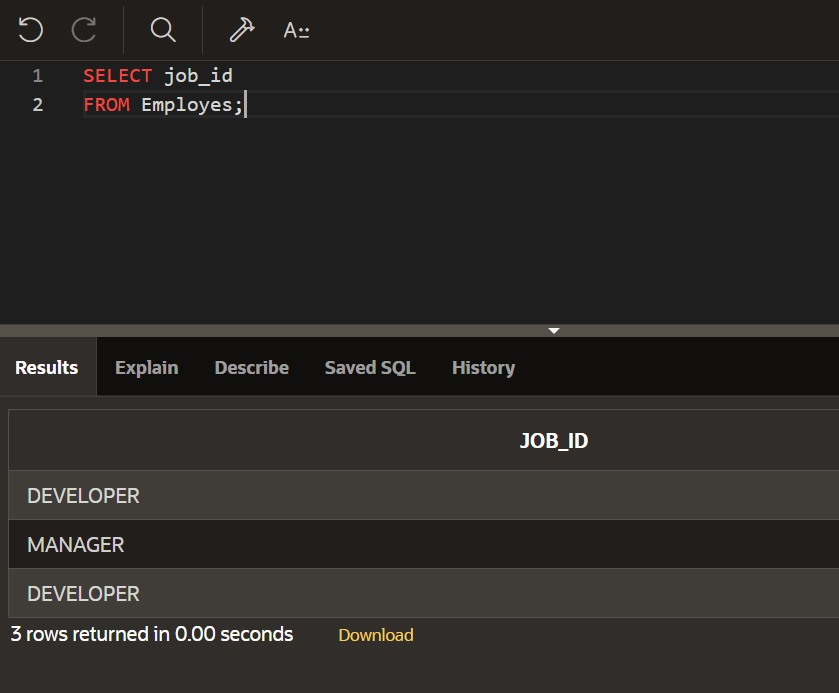 A::
1 SELECT job_id
2 FROM Employes;
Results Explain Describe Saved SQL History
JOB_ID
DEVELOPER
MANAGER
DEVELOPER
3 rows returned in 0.00 seconds Download